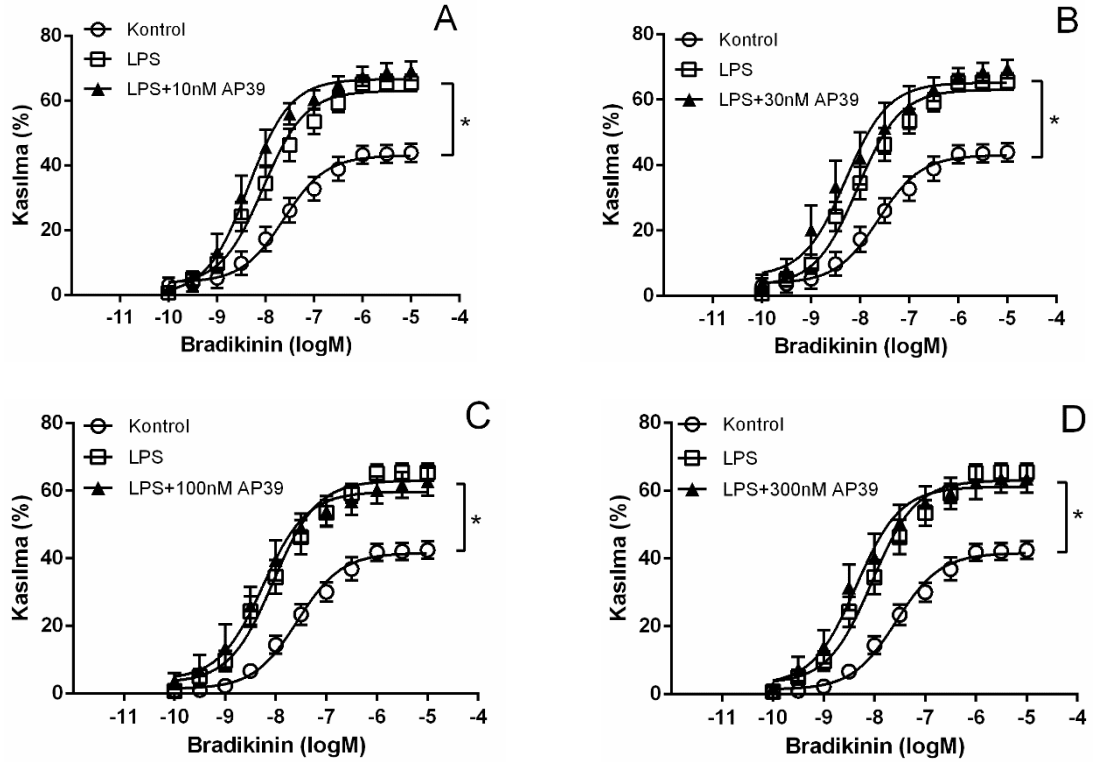 A
Kontrol
LPS
LPS+10nM AP39
80
60
40
20
0
Kasılma (%)
*
-11 -10 -9 -8 -7 -6 -5 -4
Bradikinin (logM)
B
Kontrol
LPS
LPS+30nM AP39
80
60
40
20
0
Kasılma (%)
*
-11 -10 -9 -8 -7 -6 -5 -4
Bradikinin (logM)
C
Kontrol
LPS
LPS+100nM AP39
80
60
40
20
0
Kasılma (%)
*
-11 -10 -9 -8 -7 -6 -5 -4
Bradikinin (logM)
D
Kontrol
LPS
LPS+300nM AP39
80
60
40
20
0
Kasılma (%)
*
-11 -10 -9 -8 -7 -6 -5 -4
Bradikinin (logM)